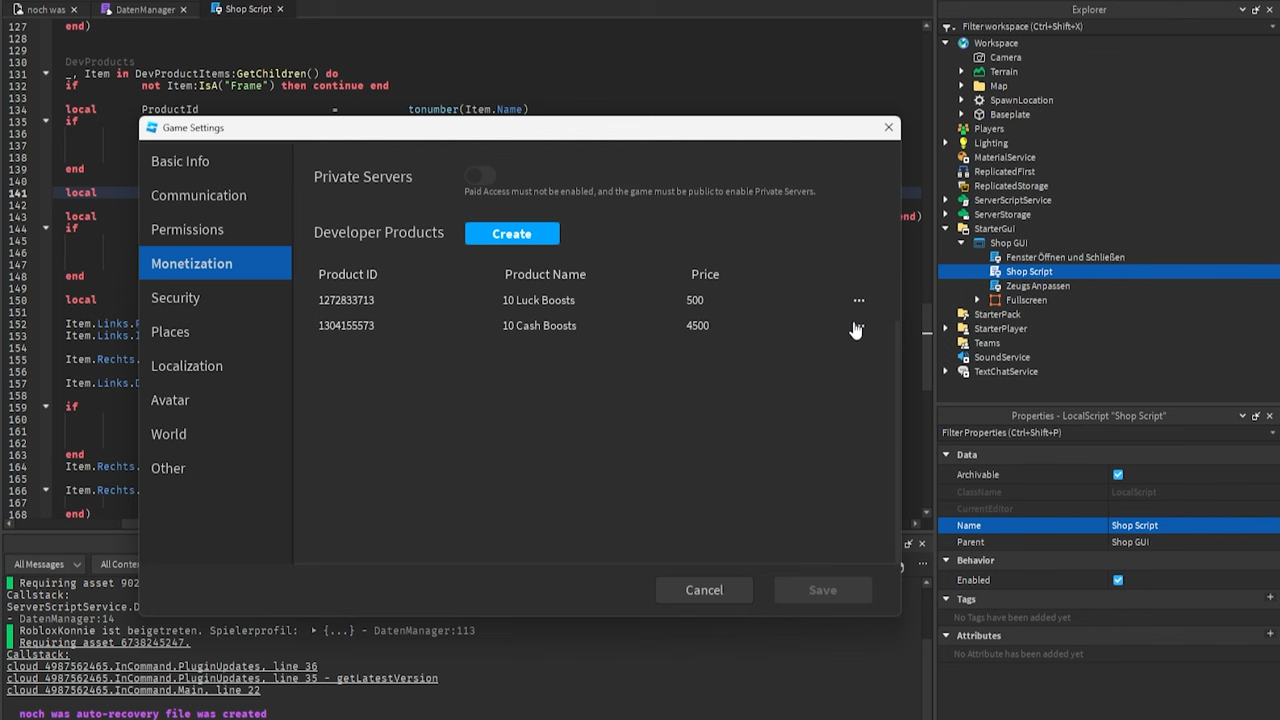 noch was
DatenManager
Shop Script
127 end)
128
129
130 DevProducts
131 _, Item in DevProductItems:GetChildren() do
132 if not Item:IsA("Frame") then continue end
133
134 local ProductId = tonumber(Item.Name)
135 if
136
137
138
139 end
140
141 local
142
143 local end)
144 if
145
146
147
148 end
149
150 local
151
152 Item.Links.
153 Item.Links.
154
155 Item.Rechts.
156
157 Item.Links.
158
159 if
160
161
162
163 end
164 Item.Rechts.
165
166 Item.Rechts.
167
168 end)
Game Settings
Basic Info
Communication
Permissions
Monetization
Security
Places
Localization
Avatar
World
Other
Private Servers
Paid Access must not be enabled, and the game must be public to enable Private Servers.
Developer Products Create
Product ID Product Name Price
1272833713 10 Luck Boosts 500 ...
1304155573 10 Cash Boosts 4500
Cancel Save
All Messages All Conte
Requiring asset 902
Callstack:
ServerScriptService.D
- DatenManager:14
RobloxKonnie ist beigetreten. Spielerprofil: ▸ {...} - DatenManager:113
Requiring asset 6738245247.
Callstack:
cloud_4987562465.InCommand.PluginUpdates, line 36
cloud_4987562465.InCommand.PluginUpdates, line 35 - getLatestVersion
cloud_4987562465.InCommand.Main, line 22
noch was auto-recovery file was created
Explorer
Filter workspace (Ctrl+Shift+X)
Workspace
Camera
Terrain
Map
SpawnLocation
Baseplate
Players
Lighting
MaterialService
ReplicatedFirst
ReplicatedStorage
ServerScriptService
ServerStorage
StarterGui
Shop GUI
Fenster Öffnen und Schließen
Shop Script
Zeugs Anpassen
Fullscreen
StarterPack
StarterPlayer
Teams
SoundService
TextChatService
Properties - LocalScript "Shop Script"
Filter Properties (Ctrl+Shift+P)
Data
Archivable
ClassName LocalScript
CurrentEditor
Name Shop Script
Parent Shop GUI
Behavior
Enabled
Tags
No Tags have been added yet
Attributes
No Attribute has been added yet